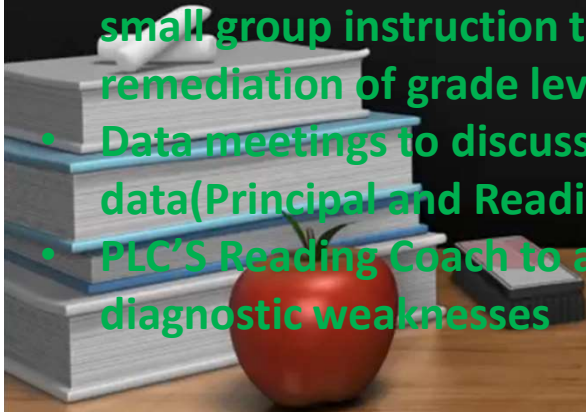 small group instruction t
remediation of grade lev
• Data meetings to discuss
data(Principal and Readi
• PLC'S Reading Coach to a
diagnostic weaknesses